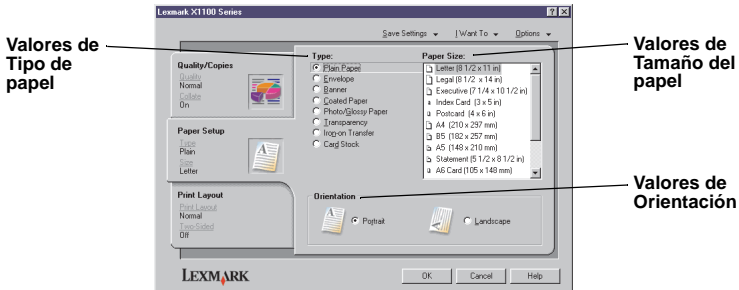 Lexmark X1100 Series
Save Settings I Want To Options
Valores de
Tipo de
papel
Valores de
Tamaño del
papel
Valores de
Orientación
Quality/Copies
Quality
Normal
Collate
On
Paper Setup
Type
Plain
Size
Letter
Print Layout
Print Layout
Normal
Two-Sided
Off
Type:
Plain Paper
Envelope
Banner
Coated Paper
Photo/Glossy Paper
Transparency
Iron-on Transfer
Card Stock
Paper Size:
Letter (8 1/2 x 11 in)
Legal (8 1/2 x 14 in)
Executive (7 1/4 x 10 1/2 in)
Index Card (3 x 5 in)
Postcard (4 x 6 in)
A4 (210 x 297 mm)
B5 (182 x 257 mm)
A5 (148 x 210 mm)
Statement (5 1/2 x 8 1/2 in)
A6 Card (105 x 148 mm)
Orientation
Portrait
Landscape
LEXMARK
OK Cancel Help